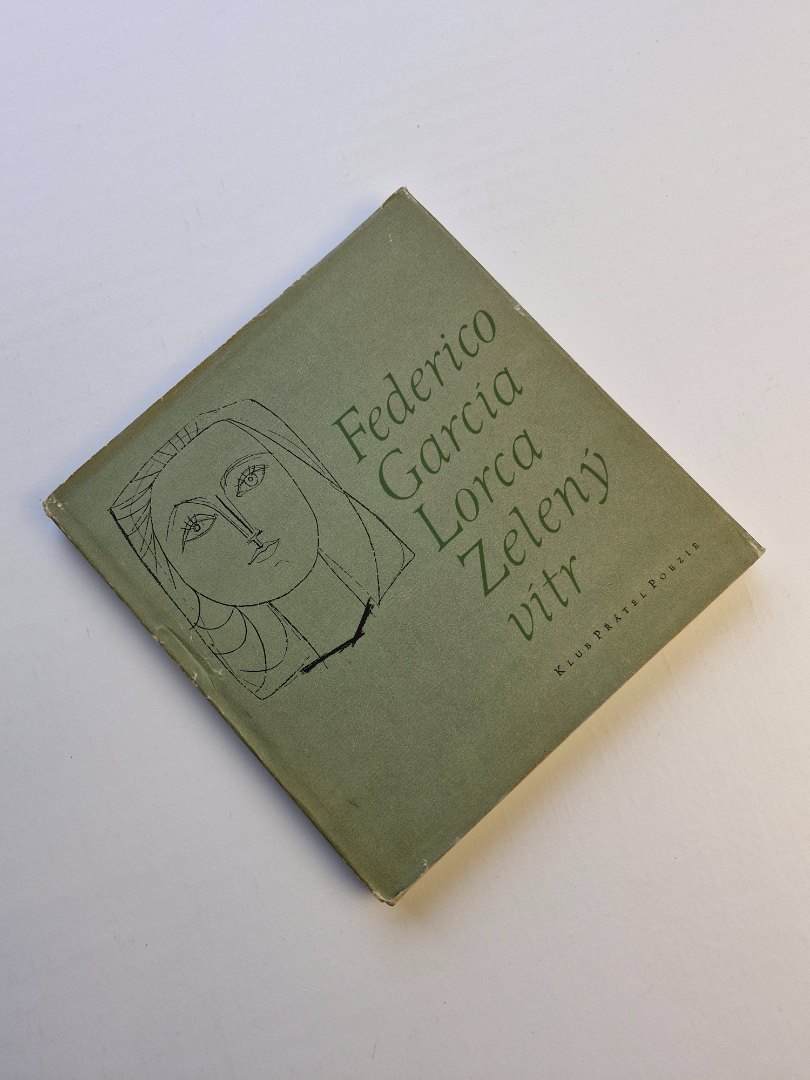 Federico
García
Lorca
Zelený
vítr
KLUB PŘÁTEL POEZIE